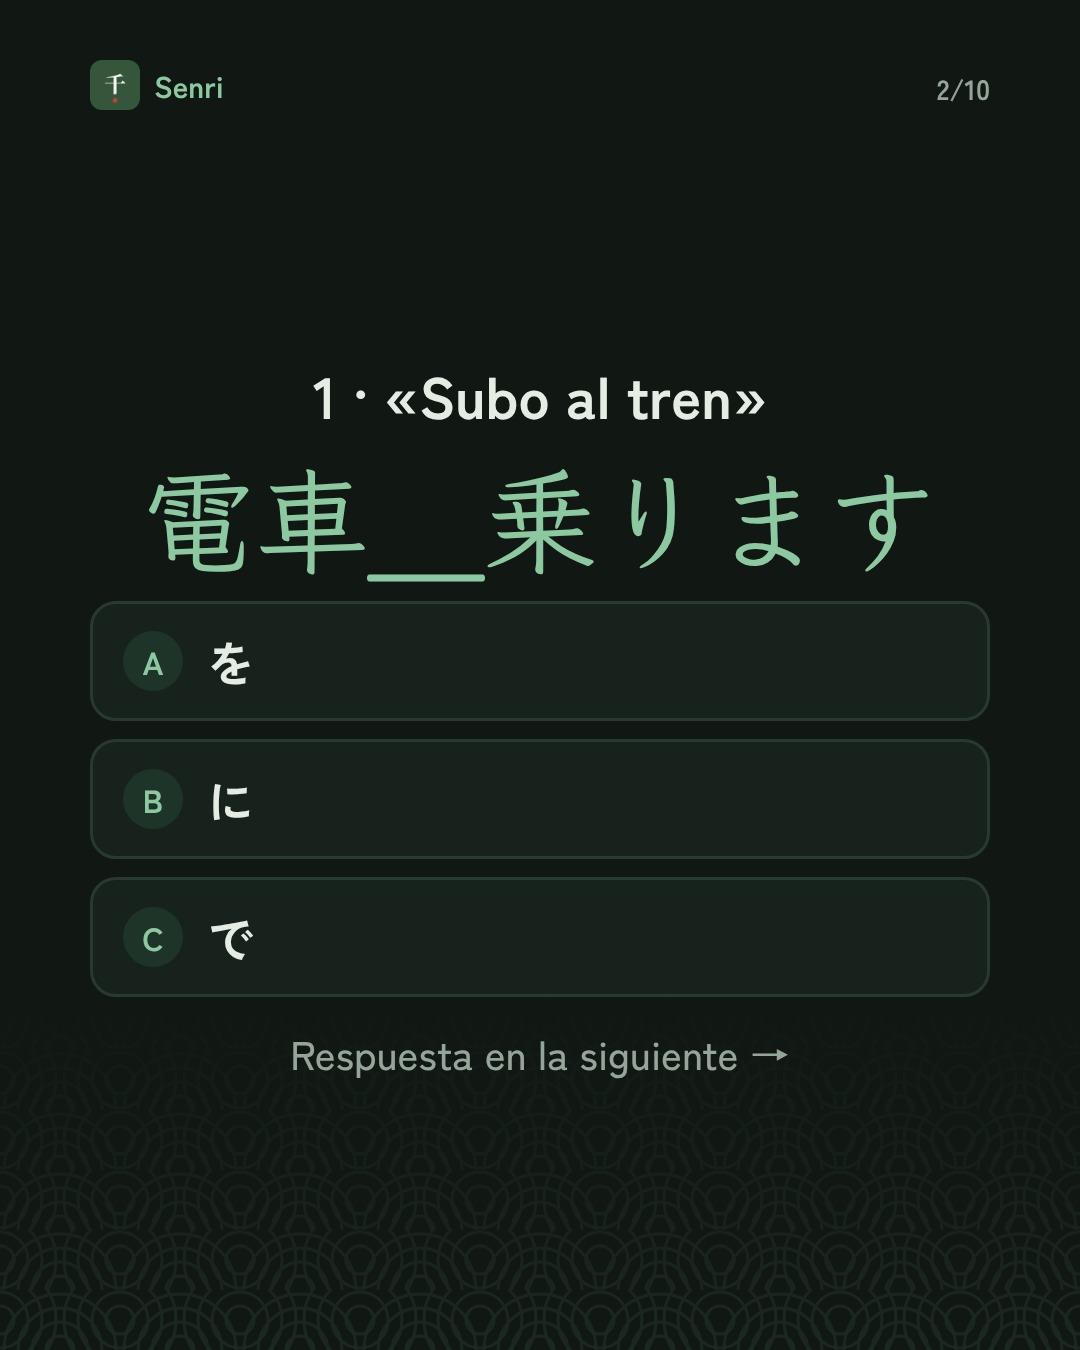 千 Senri
2/10
1 · «Subo al tren»
電車__乗ります
A を
B に
C で
Respuesta en la siguiente →